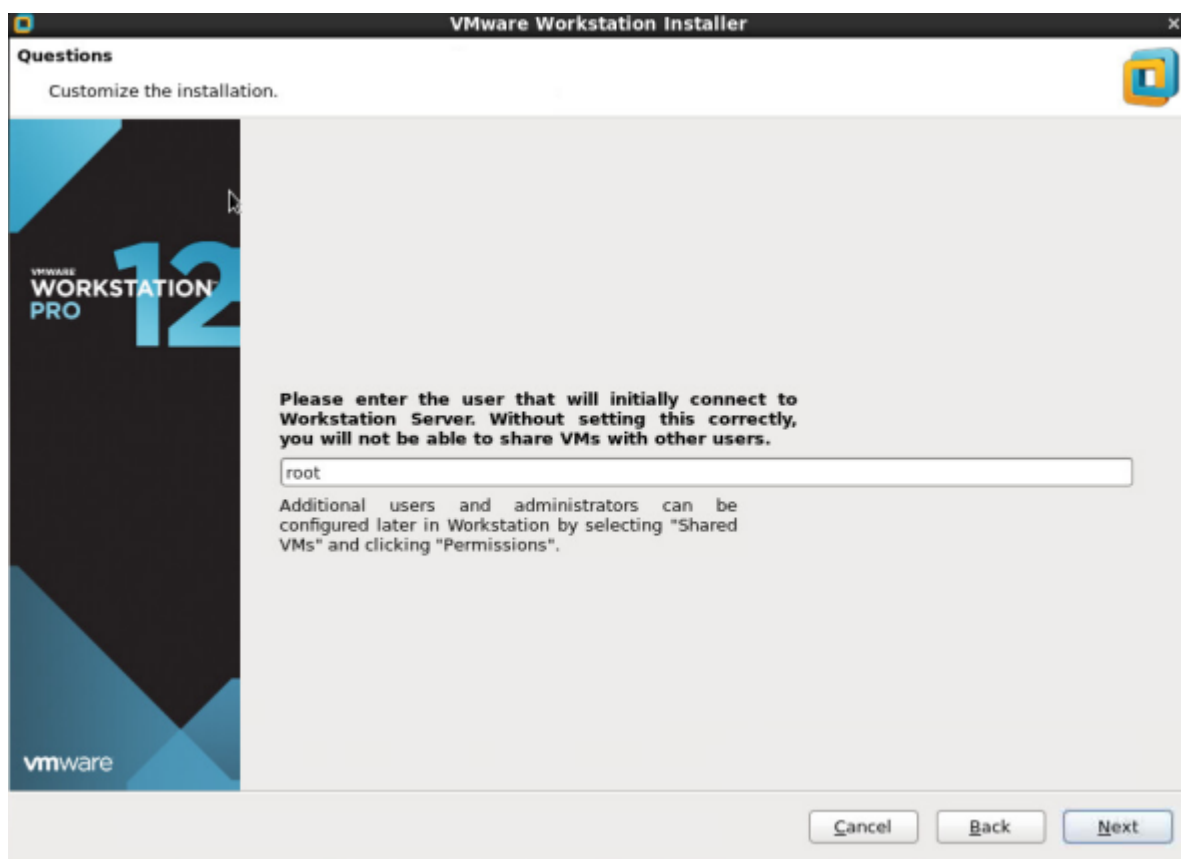 VMware Workstation Installer
Questions
Customize the installation.
VMWARE
WORKSTATION 12
PRO
Please enter the user that will initially connect to
Workstation Server. Without setting this correctly,
you will not be able to share VMs with other users.
root
Additional users and administrators can be
configured later in Workstation by selecting "Shared
VMs" and clicking "Permissions".
vmware
Cancel Back Next